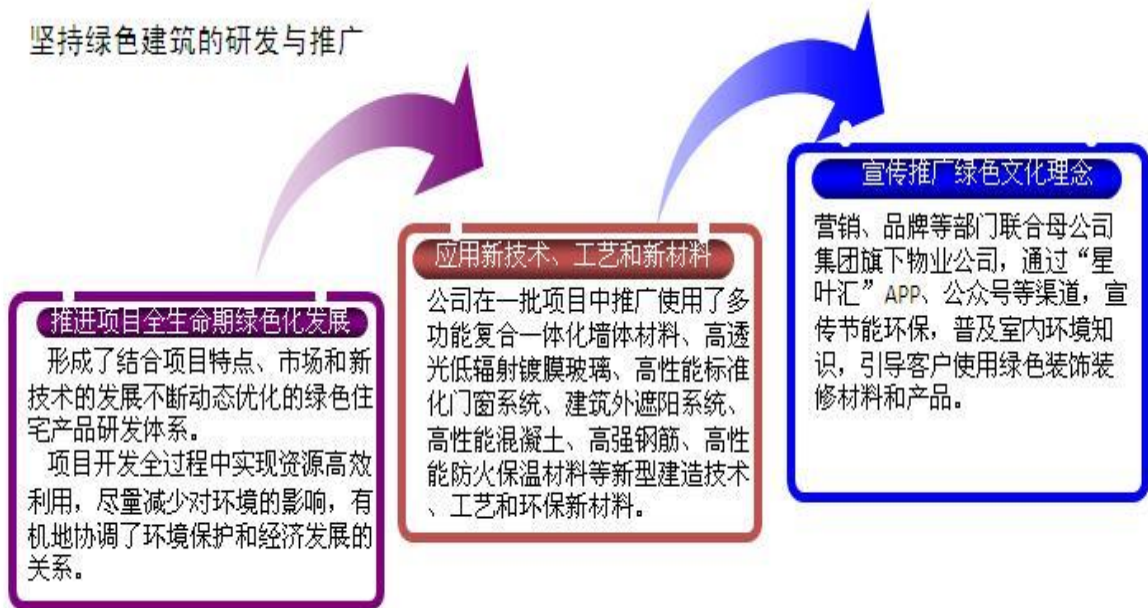 坚持绿色建筑的研发与推广
推进项目全生命期绿色化发展
形成了结合项目特点、市场和新
技术的发展不断动态优化的绿色住
宅产品研发体系。
项目开发全过程中实现资源高效
利用，尽量减少对环境的影响，有
机地协调了环境保护和经济发展的
关系。
应用新技术、工艺和新材料
公司在一批项目中推广使用了多
功能复合一体化墙体材料、高透
光低辐射镀膜玻璃、高性能标准
化门窗系统、建筑外遮阳系统、
高性能混凝土、高强钢筋、高性
能防火保温材料等新型建造技术
、工艺和环保新材料。
宣传推广绿色文化理念
营销、品牌等部门联合母公司
集团旗下物业公司，通过“星
叶汇”APP、公众号等渠道，宣
传节能环保，普及室内环境知
识，引导客户使用绿色装饰装
修材料和产品。